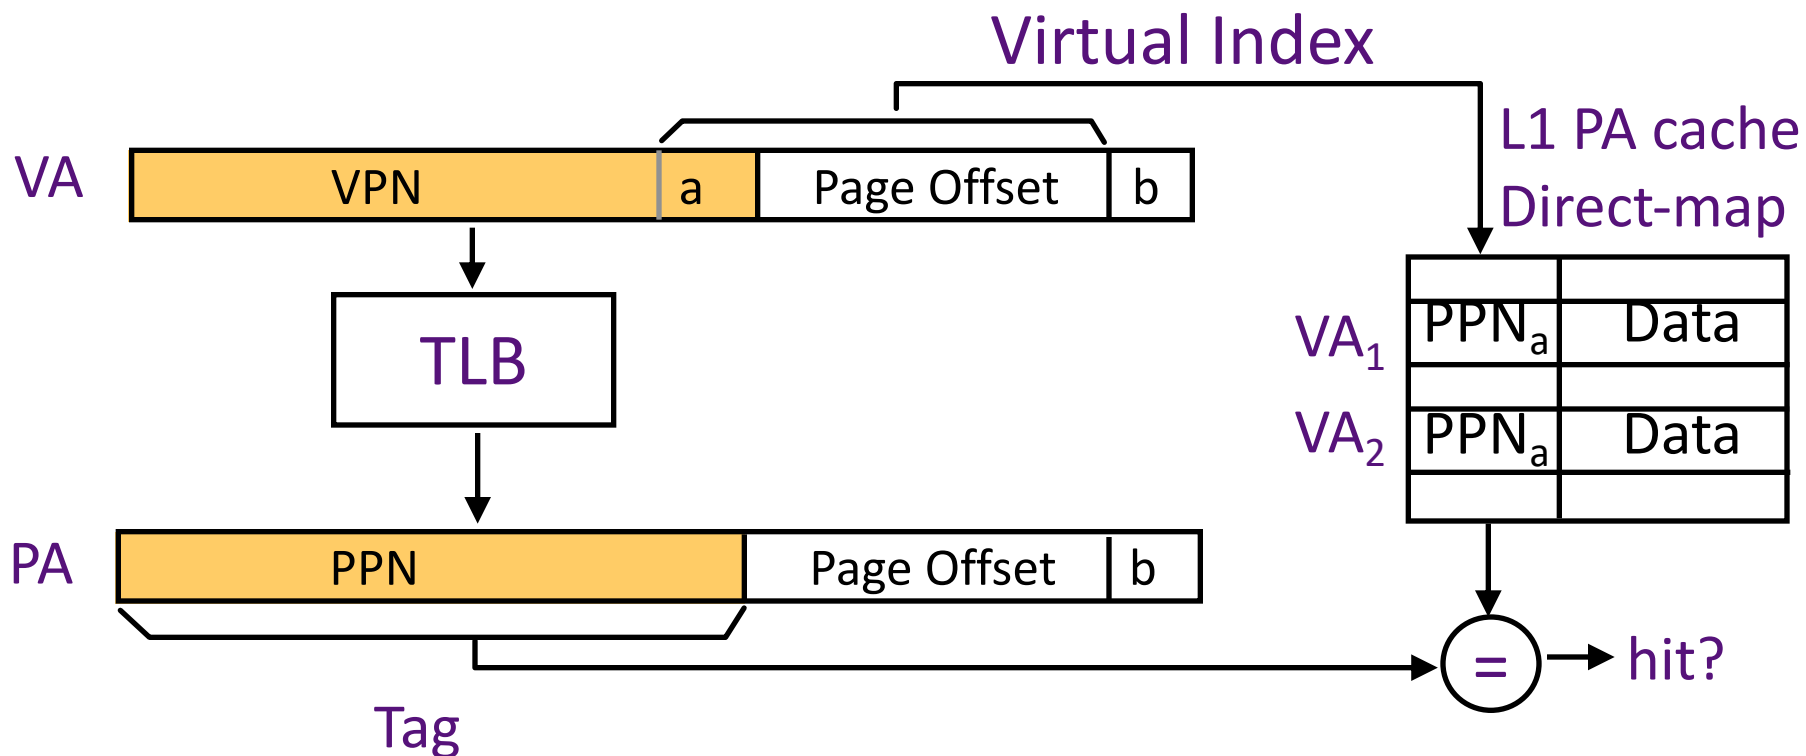 Virtual Index
L1 PA cache
Direct-map
VA
VPN
a
Page Offset
b
TLB
VA1
PPNa
Data
VA2
PPNa
Data
PA
PPN
Page Offset
b
=
hit?
Tag